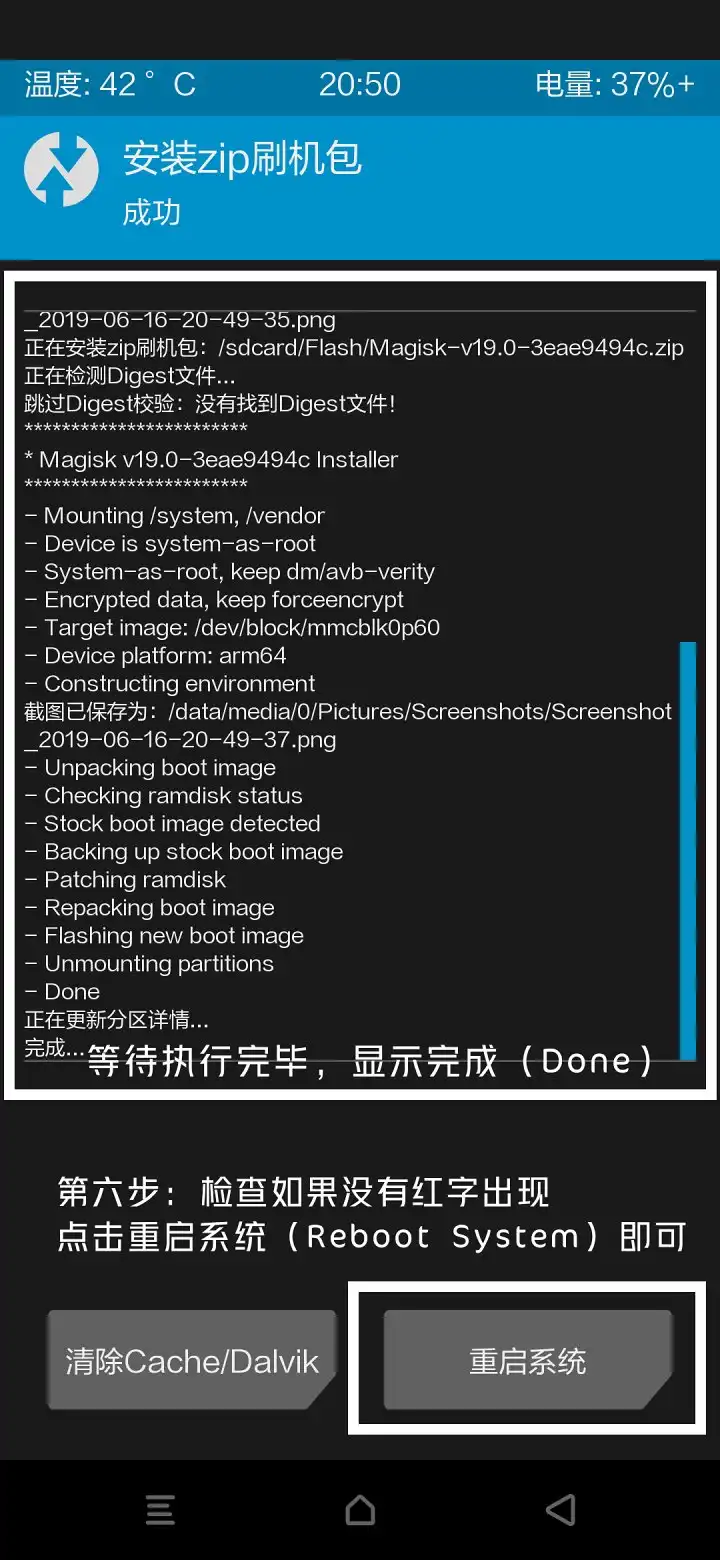 温度: 42 ° C 20:50 电量: 37%+
安装zip刷机包
成功
_2019-06-16-20-49-35.png
正在安装zip刷机包：/sdcard/Flash/Magisk-v19.0-3eae9494c.zip
正在检测Digest文件...
跳过Digest校验：没有找到Digest文件!
************************
* Magisk v19.0-3eae9494c Installer
************************
- Mounting /system, /vendor
- Device is system-as-root
- System-as-root, keep dm/avb-verity
- Encrypted data, keep forceencrypt
- Target image: /dev/block/mmcblk0p60
- Device platform: arm64
- Constructing environment
截图已保存为：/data/media/0/Pictures/Screenshots/Screenshot
_2019-06-16-20-49-37.png
- Unpacking boot image
- Checking ramdisk status
- Stock boot image detected
- Backing up stock boot image
- Patching ramdisk
- Repacking boot image
- Flashing new boot image
- Unmounting partitions
- Done
正在更新分区详情...
完成...
等待执行完毕，显示完成（Done）
第六步：检查如果没有红字出现
点击重启系统（Reboot System）即可
清除Cache/Dalvik 重启系统